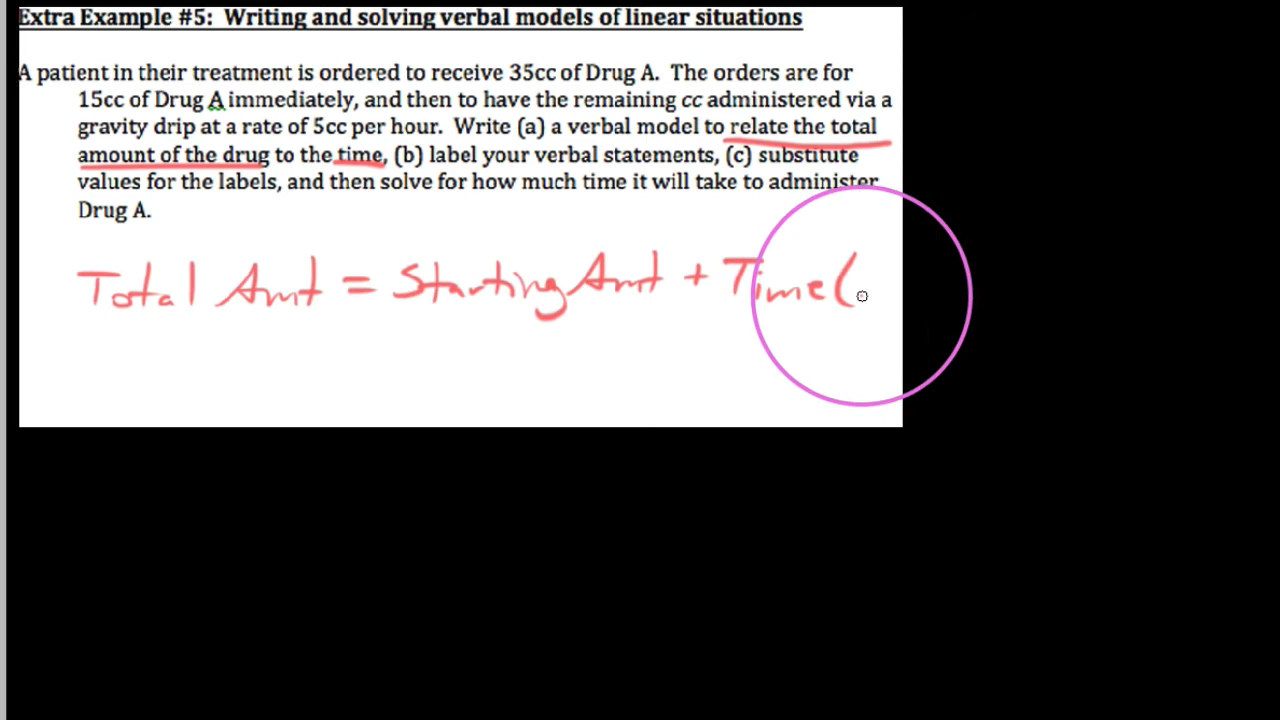 Extra Example #5: Writing and solving verbal models of linear situations
A patient in their treatment is ordered to receive 35cc of Drug A. The orders are for
15cc of Drug A immediately, and then to have the remaining cc administered via a
gravity drip at a rate of 5cc per hour. Write (a) a verbal model to relate the total
amount of the drug to the time, (b) label your verbal statements, (c) substitute
values for the labels, and then solve for how much time it will take to administer
Drug A.
Total Amt = Starting Amt + Time (